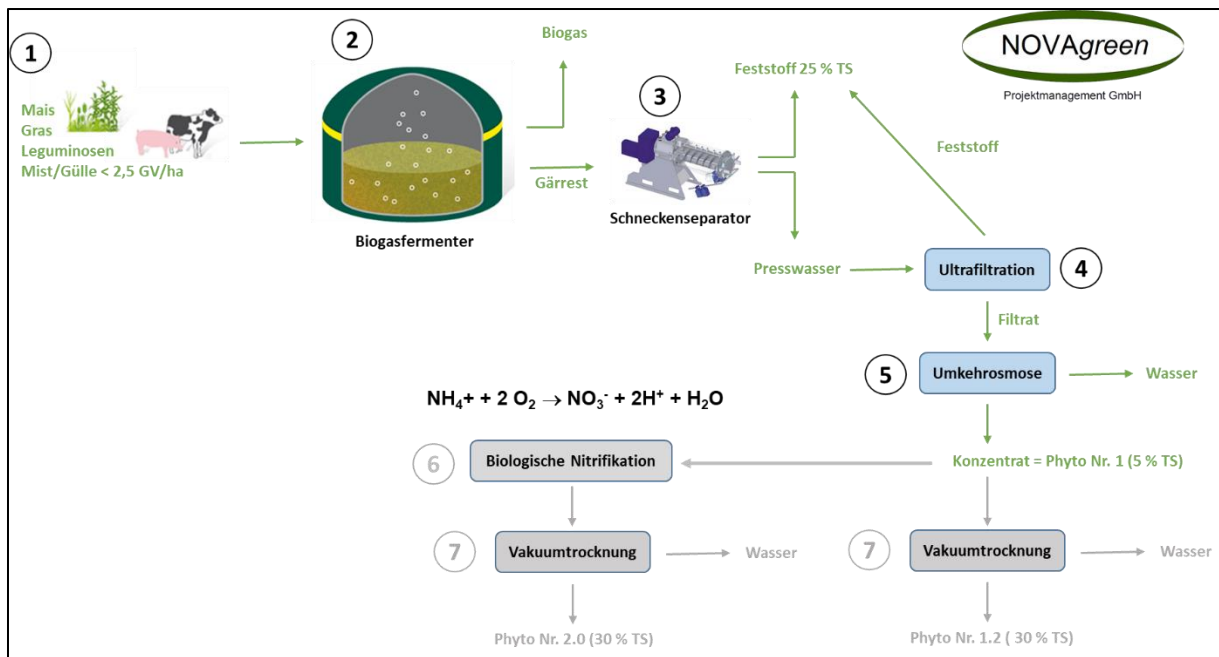 1
2
3
Biogas
NOVAgreen
Projektmanagement GmbH
Feststoff 25 % TS
Mais
Gras
Leguminosen
Mist/Gülle < 2,5 GV/ha
Gärrest
Feststoff
Biogasfermenter
Schneckenseparator
Presswasser
Ultrafiltration
4
Filtrat
5
Umkehrosmose
Wasser
NH₄+ + 2 O₂ → NO₃⁻ + 2H⁺ + H₂O
6
Biologische Nitrifikation
Konzentrat = Phyto Nr. 1 (5 % TS)
7
Vakuumtrocknung
Wasser
7
Vakuumtrocknung
Wasser
Phyto Nr. 2.0 (30 % TS)
Phyto Nr. 1.2 ( 30 % TS)